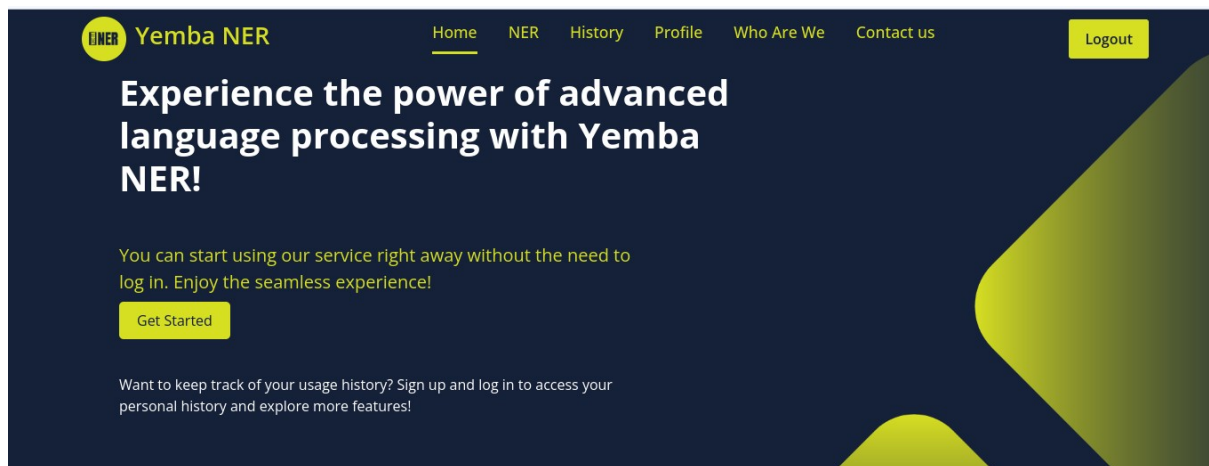 NER Yemba NER Home NER History Profile Who Are We Contact us Logout
Experience the power of advanced
language processing with Yemba
NER!
You can start using our service right away without the need to
log in. Enjoy the seamless experience!
Get Started
Want to keep track of your usage history? Sign up and log in to access your
personal history and explore more features!